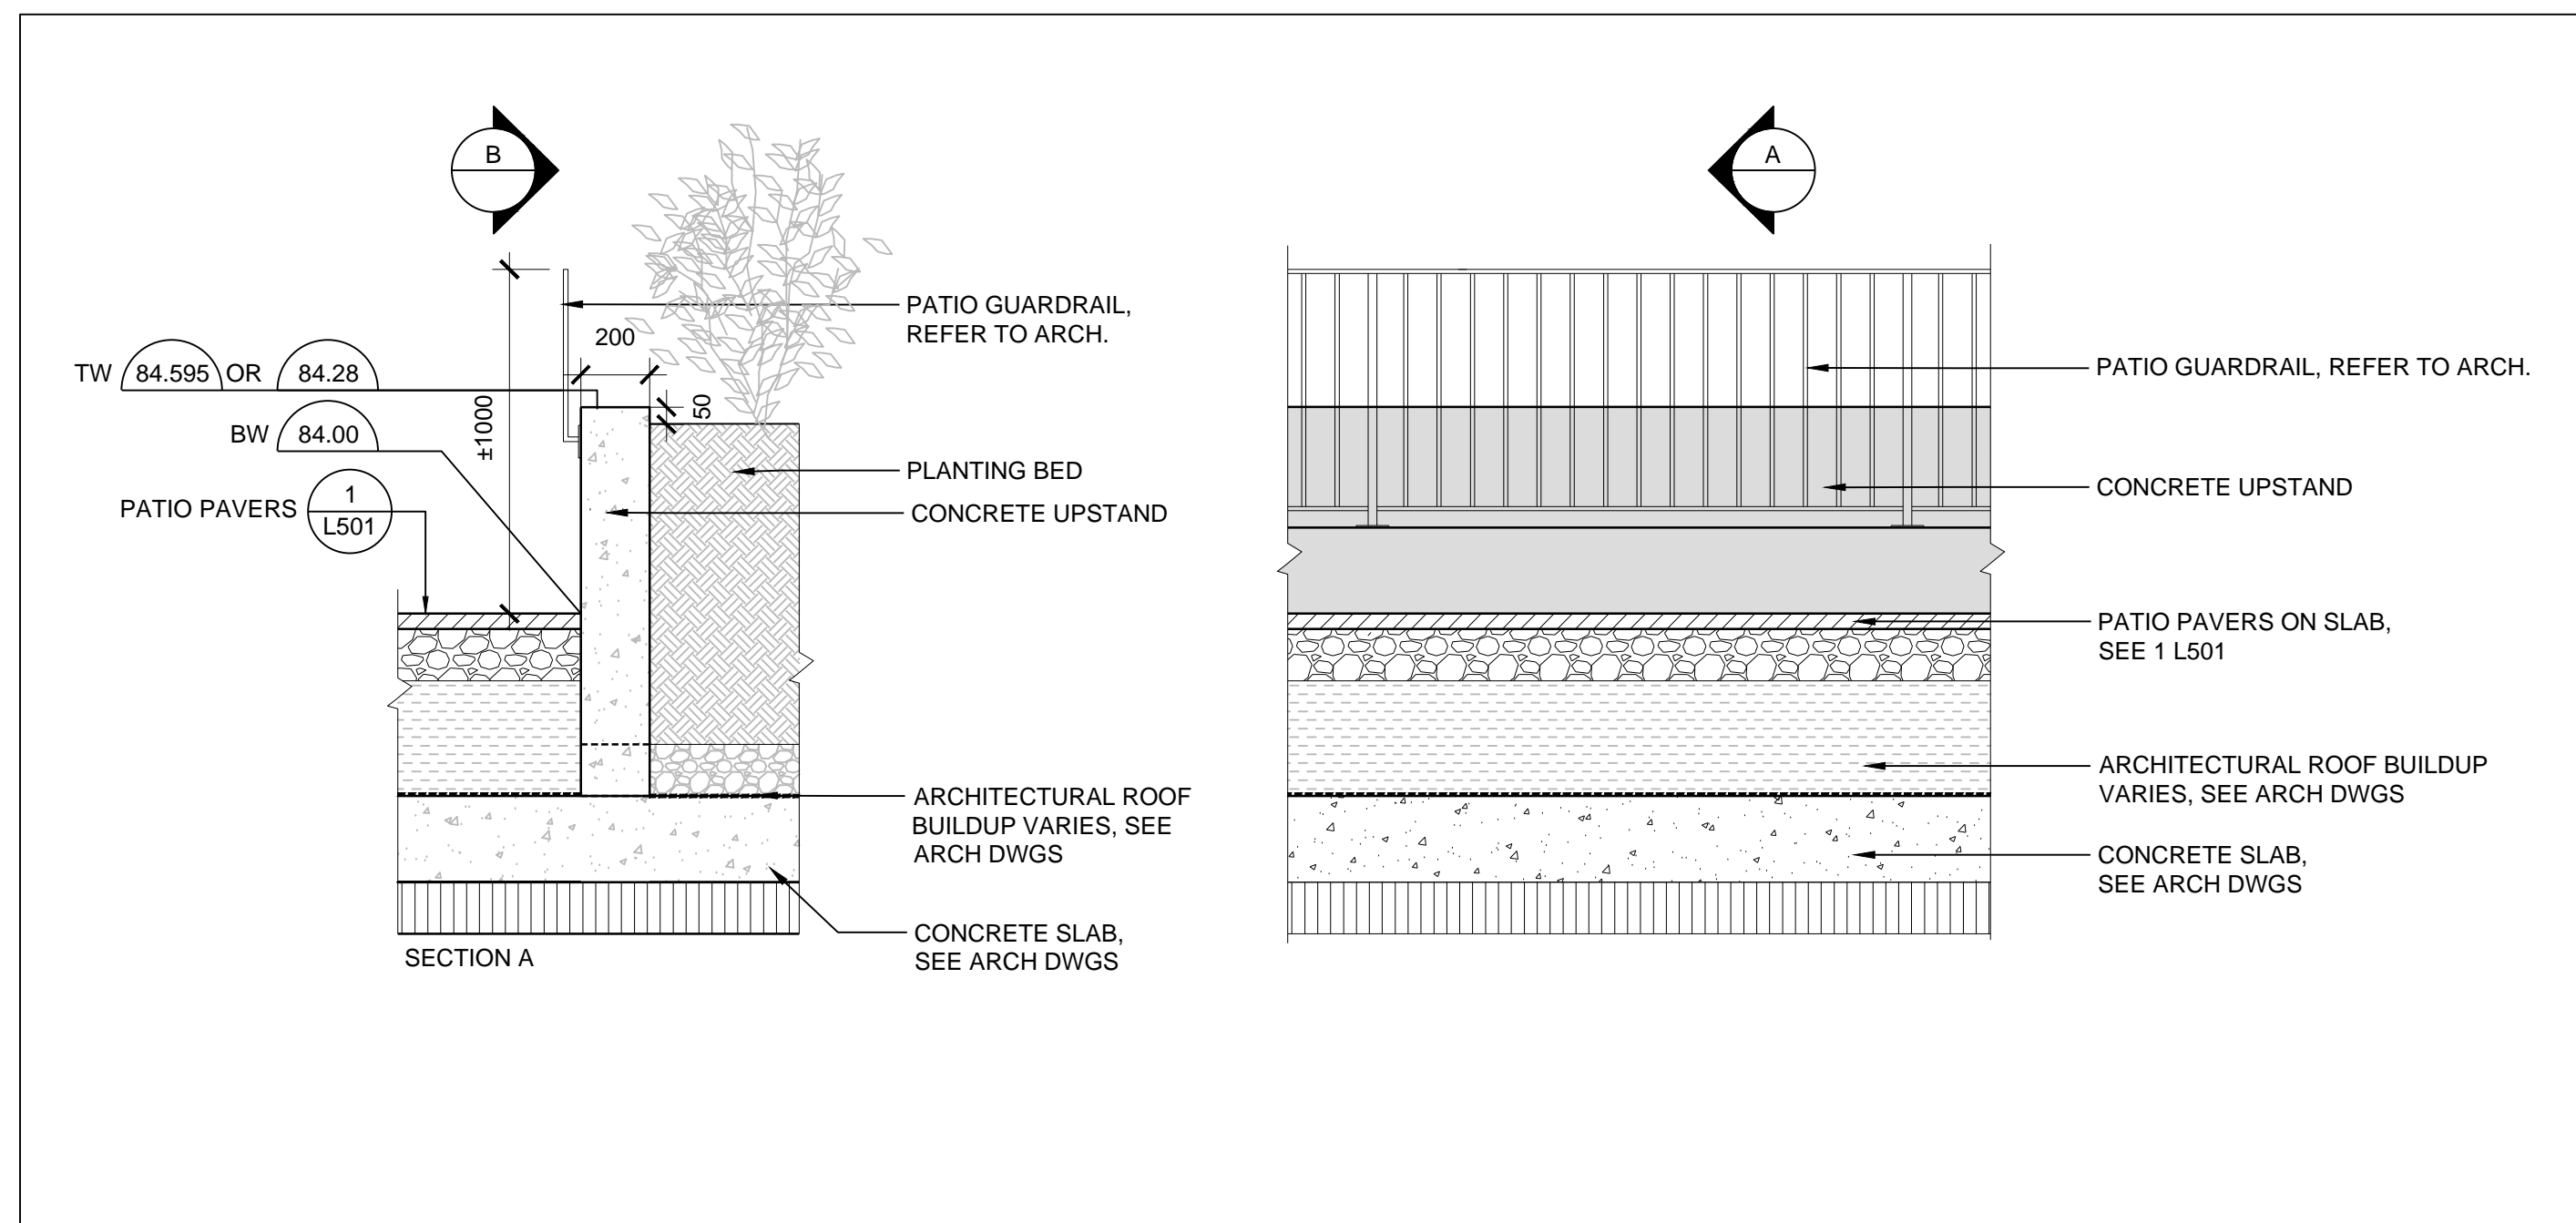 B
A
PATIO GUARDRAIL,
REFER TO ARCH.
200
TW 84.595 OR 84.28
50
±1000
BW 84.00
PLANTING BED
PATIO PAVERS 1
L501
CONCRETE UPSTAND
ARCHITECTURAL ROOF
BUILDUP VARIES, SEE
ARCH DWGS
CONCRETE SLAB,
SEE ARCH DWGS
SECTION A
PATIO GUARDRAIL, REFER TO ARCH.
CONCRETE UPSTAND
PATIO PAVERS ON SLAB,
SEE 1 L501
ARCHITECTURAL ROOF BUILDUP
VARIES, SEE ARCH DWGS
CONCRETE SLAB,
SEE ARCH DWGS